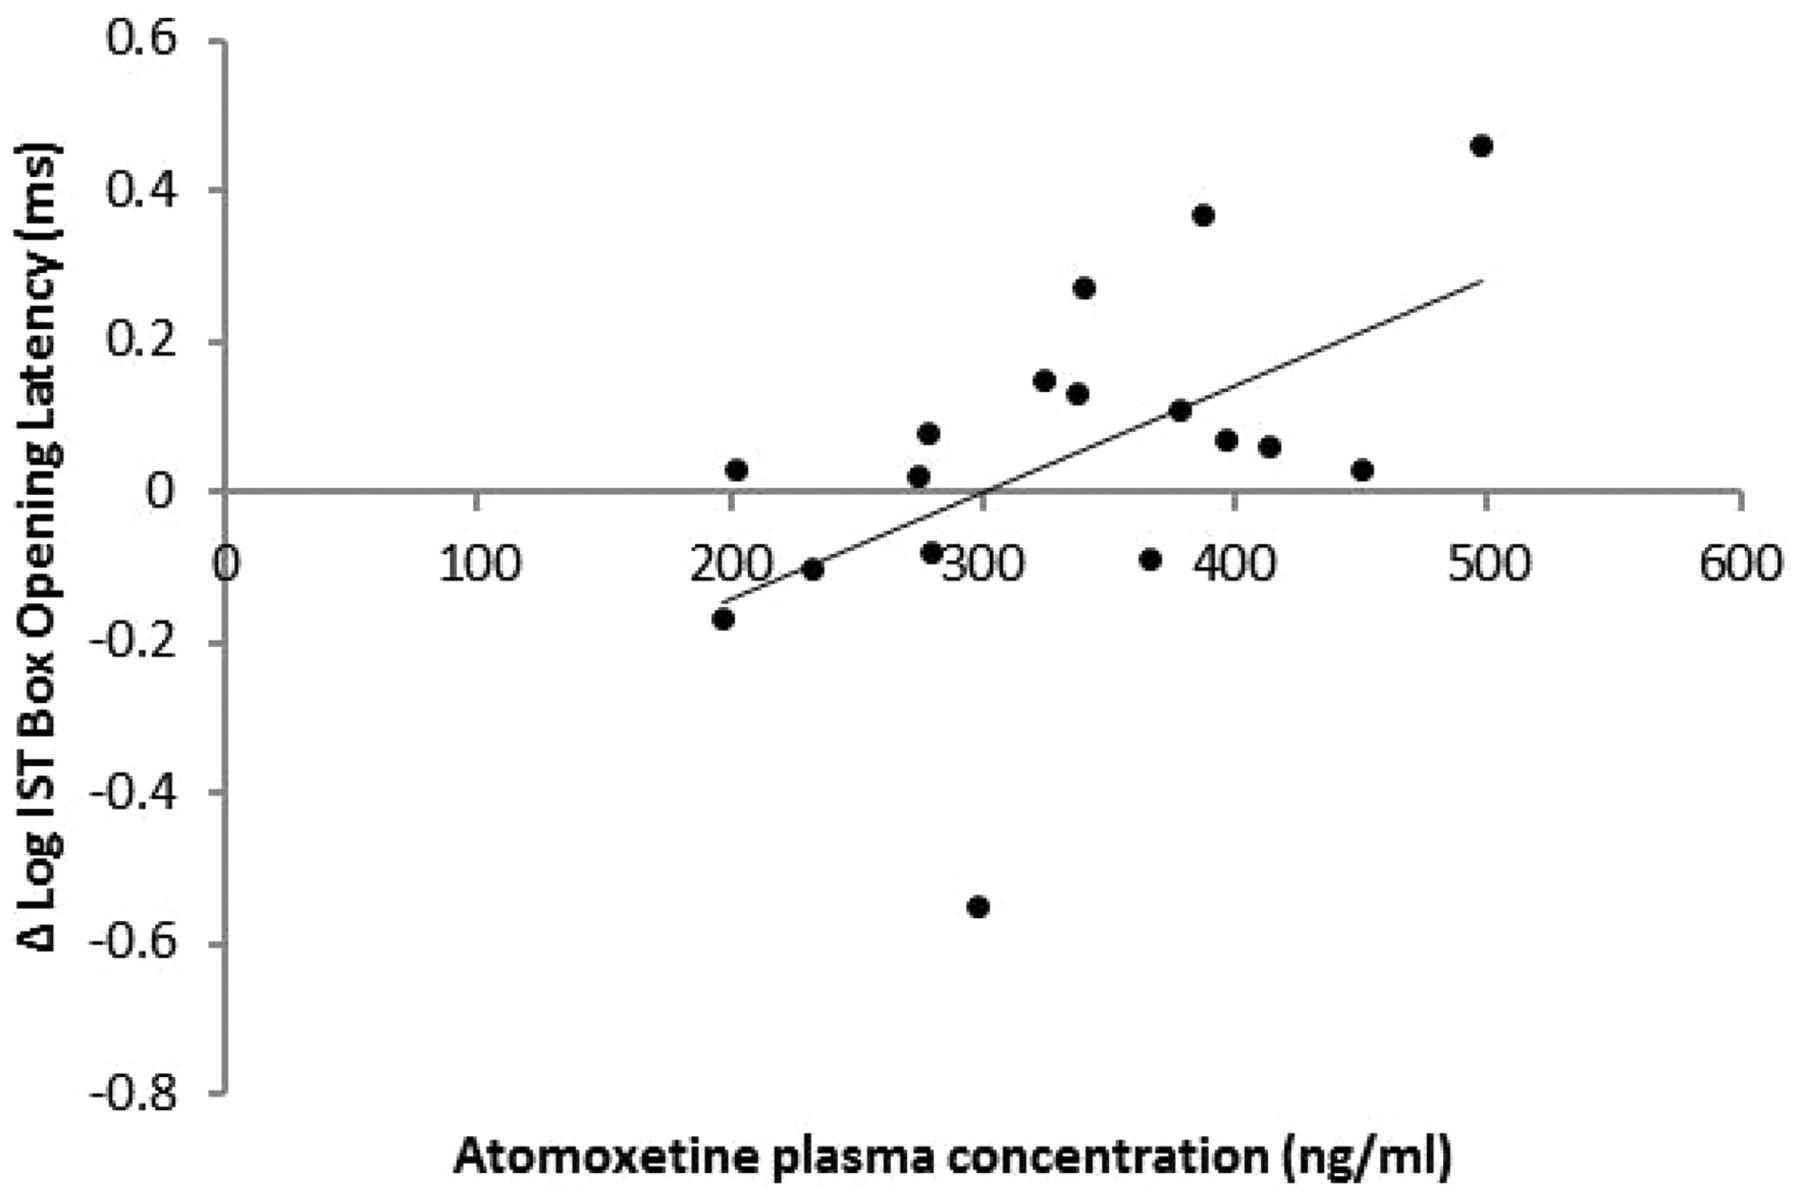 Δ Log IST Box Opening Latency (ms)
0.6
0.4
0.2
0
-0.2
-0.4
-0.6
-0.8
0 100 200 300 400 500 600
Atomoxetine plasma concentration (ng/ml)